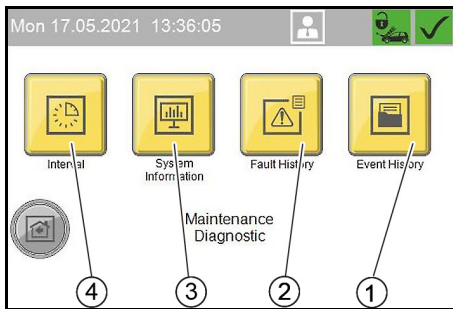 Mon 17.05.2021 13:36:05
Interval
System
Information
Fault History
Event History
Maintenance
Diagnostic
4
3
2
1